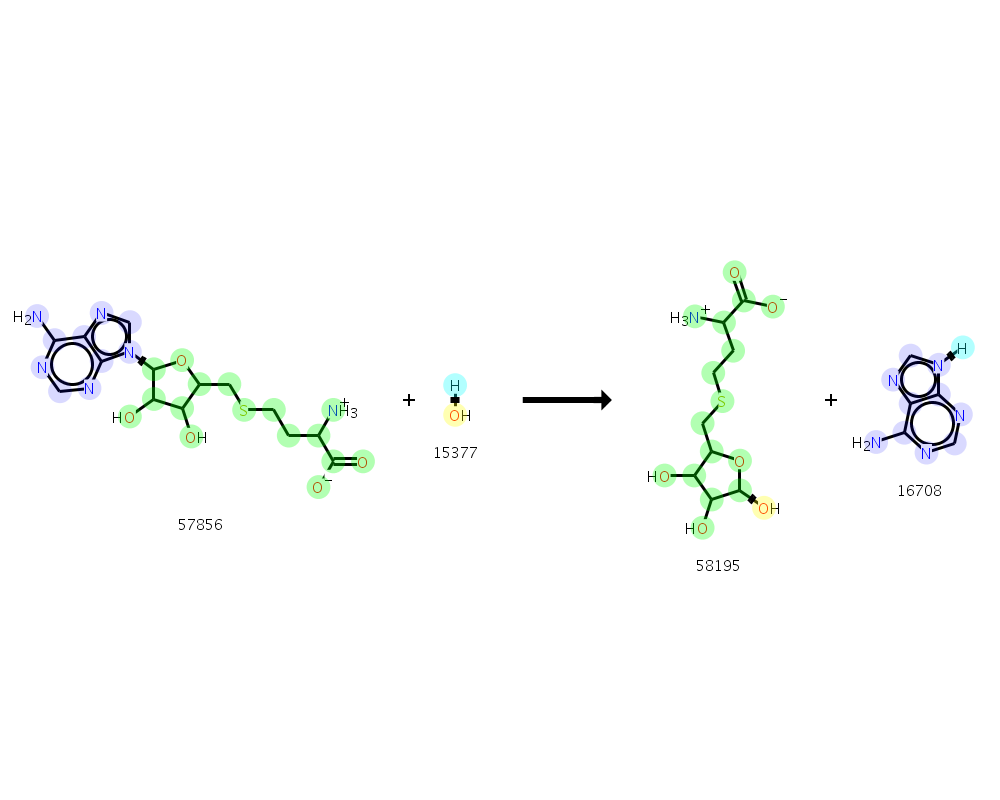 H2N N N N N N O HO OH S NH3+ O O−
57856
+
H
OH
15377
O O− H3N+ S HO O HO OH
58195
+
H N N N N H2N
16708